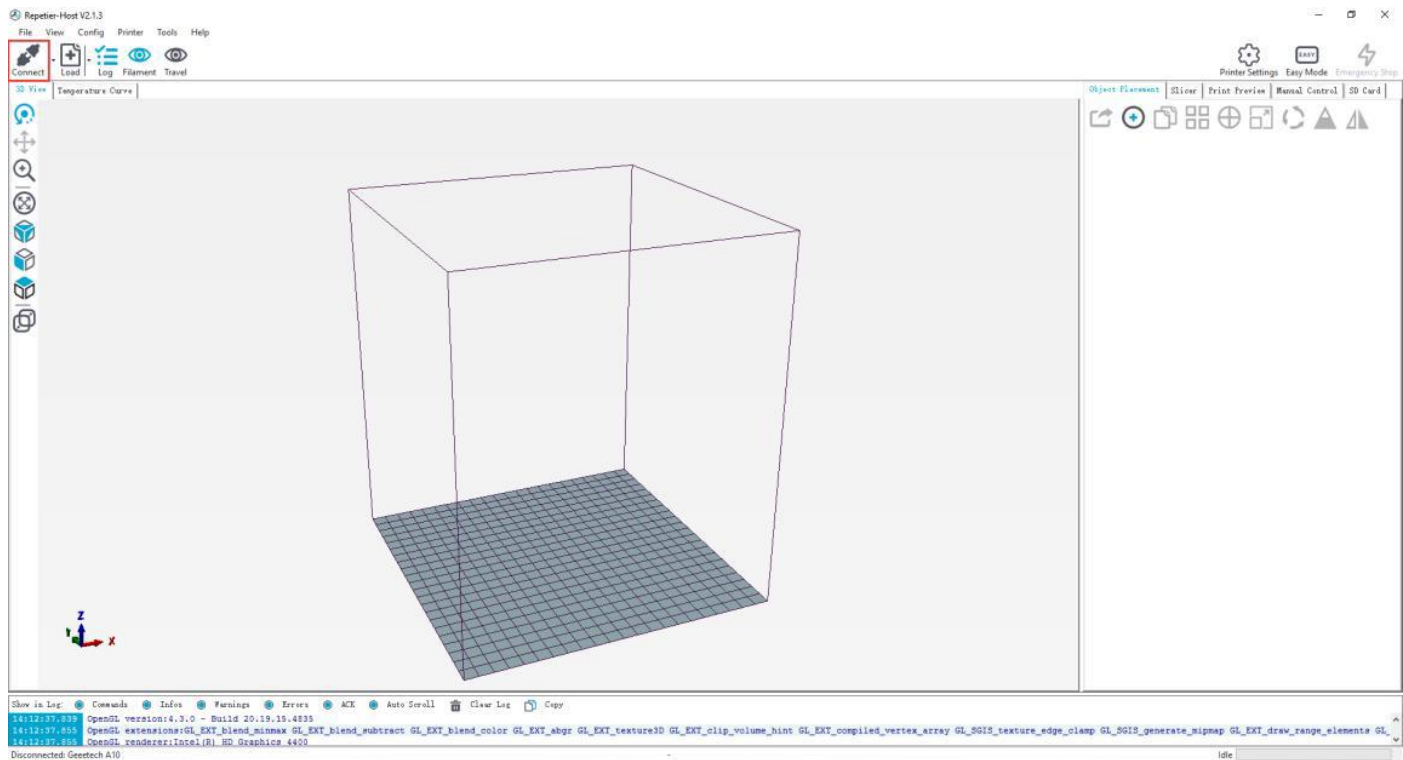 Repetier-Host V2.1.3
File View Config Printer Tools Help
Connect Load Log Filament Travel
Printer Settings Easy Mode Emergency Stop
EASY
3D View Temperature Curve
Object Placement Slicer Print Preview Manual Control SD Card
Z
Y X
Show in Log: Commands Infos Warnings Errors ACK Auto Scroll Clear Log Copy
14:12:37.839 OpenGL version:4.3.0 - Build 20.19.15.4835
14:12:37.855 OpenGL extensions:GL_EXT_blend_minmax GL_EXT_blend_subtract GL_EXT_blend_color GL_EXT_abgr GL_EXT_texture3D GL_EXT_clip_volume_hint GL_EXT_compiled_vertex_array GL_SGIS_texture_edge_clamp GL_SGIS_generate_mipmap GL_EXT_draw_range_elements GL_
14:12:37.855 OpenGL renderer:Intel(R) HD Graphics 4400
Disconnected: Geeetech A10 - Idle